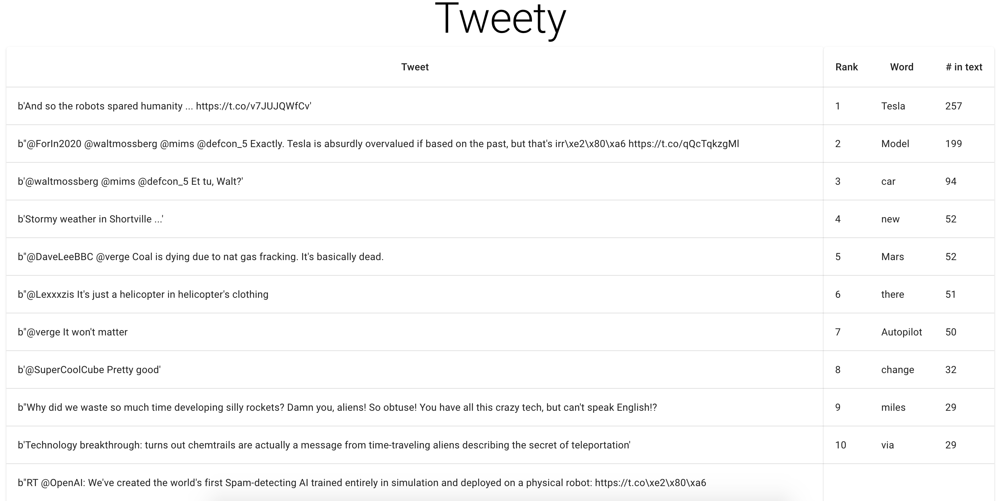 Tweety
Tweet Rank Word # in text
b'And so the robots spared humanity ... https://t.co/v7JUJQWfCv' 1 Tesla 257
b"@ForIn2020 @waltmossberg @mims @defcon_5 Exactly. Tesla is absurdly overvalued if based on the past, but that's irr\xe2\x80\xa6 https://t.co/qQcTqkzgMl 2 Model 199
b'@waltmossberg @mims @defcon_5 Et tu, Walt?' 3 car 94
b'Stormy weather in Shortville ...' 4 new 52
b"@DaveLeeBBC @verge Coal is dying due to nat gas fracking. It's basically dead. 5 Mars 52
b"@Lexxxzis It's just a helicopter in helicopter's clothing 6 there 51
b"@verge It won't matter 7 Autopilot 50
b'@SuperCoolCube Pretty good' 8 change 32
b"Why did we waste so much time developing silly rockets? Damn you, aliens! So obtuse! You have all this crazy tech, but can't speak English!? 9 miles 29
b'Technology breakthrough: turns out chemtrails are actually a message from time-traveling aliens describing the secret of teleportation' 10 via 29
b"RT @OpenAI: We've created the world's first Spam-detecting AI trained entirely in simulation and deployed on a physical robot: https://t.co\xe2\x80\xa6